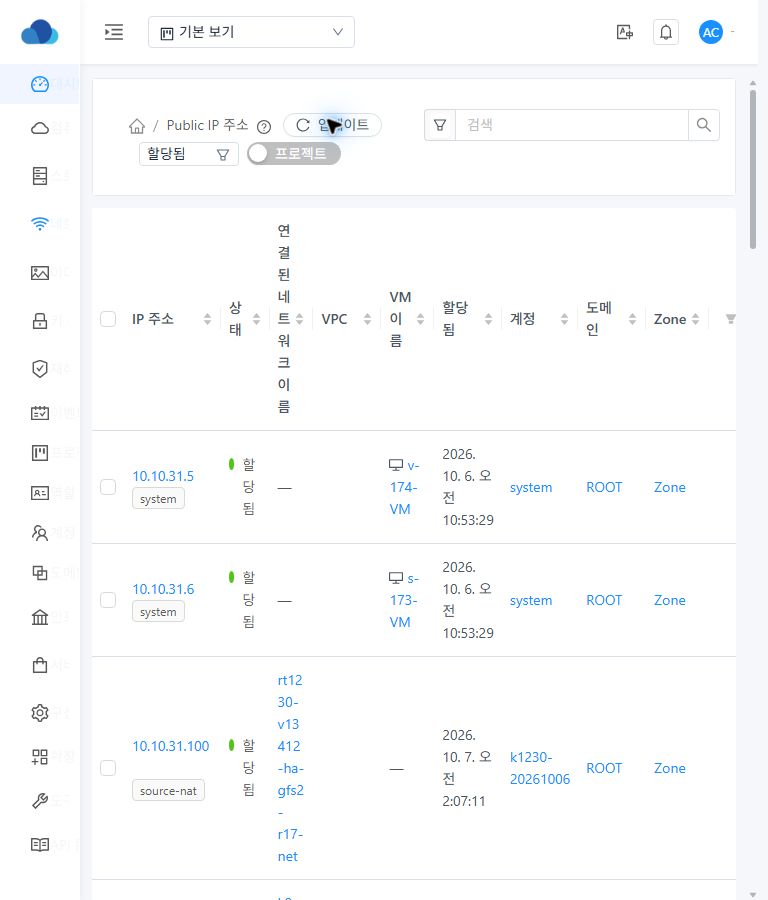 기본 보기
AC
/ Public IP 주소
할당됨
프로젝트
검색
IP 주소
상태
연결된 네트워크 이름
VPC
VM 이름
할당됨
계정
도메인
Zone
10.10.31.5
system
할당됨
—
v-174-VM
2026. 10. 6. 오전 10:53:29
system
ROOT
Zone
10.10.31.6
system
할당됨
—
s-173-VM
2026. 10. 6. 오전 10:53:29
system
ROOT
Zone
10.10.31.100
source-nat
할당됨
rt1230-v13412-ha-gfs2-r17-net
—
2026. 10. 7. 오전 2:07:11
k1230-20261006
ROOT
Zone